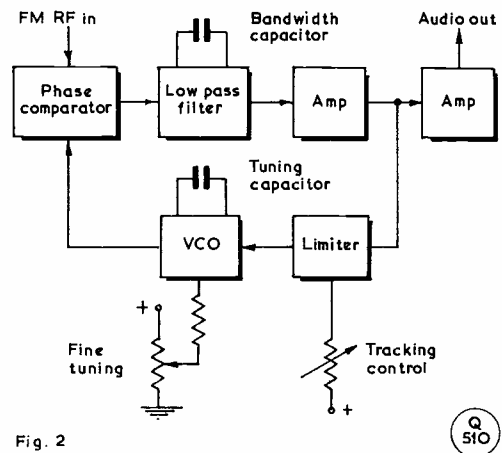 FM RF in
Bandwidth
capacitor
Audio out
Phase
comparator
Low pass
filter
Amp
Amp
Tuning
capacitor
VCO
Limiter
+
Fine
tuning
Tracking
control
+
Fig. 2
Q
510